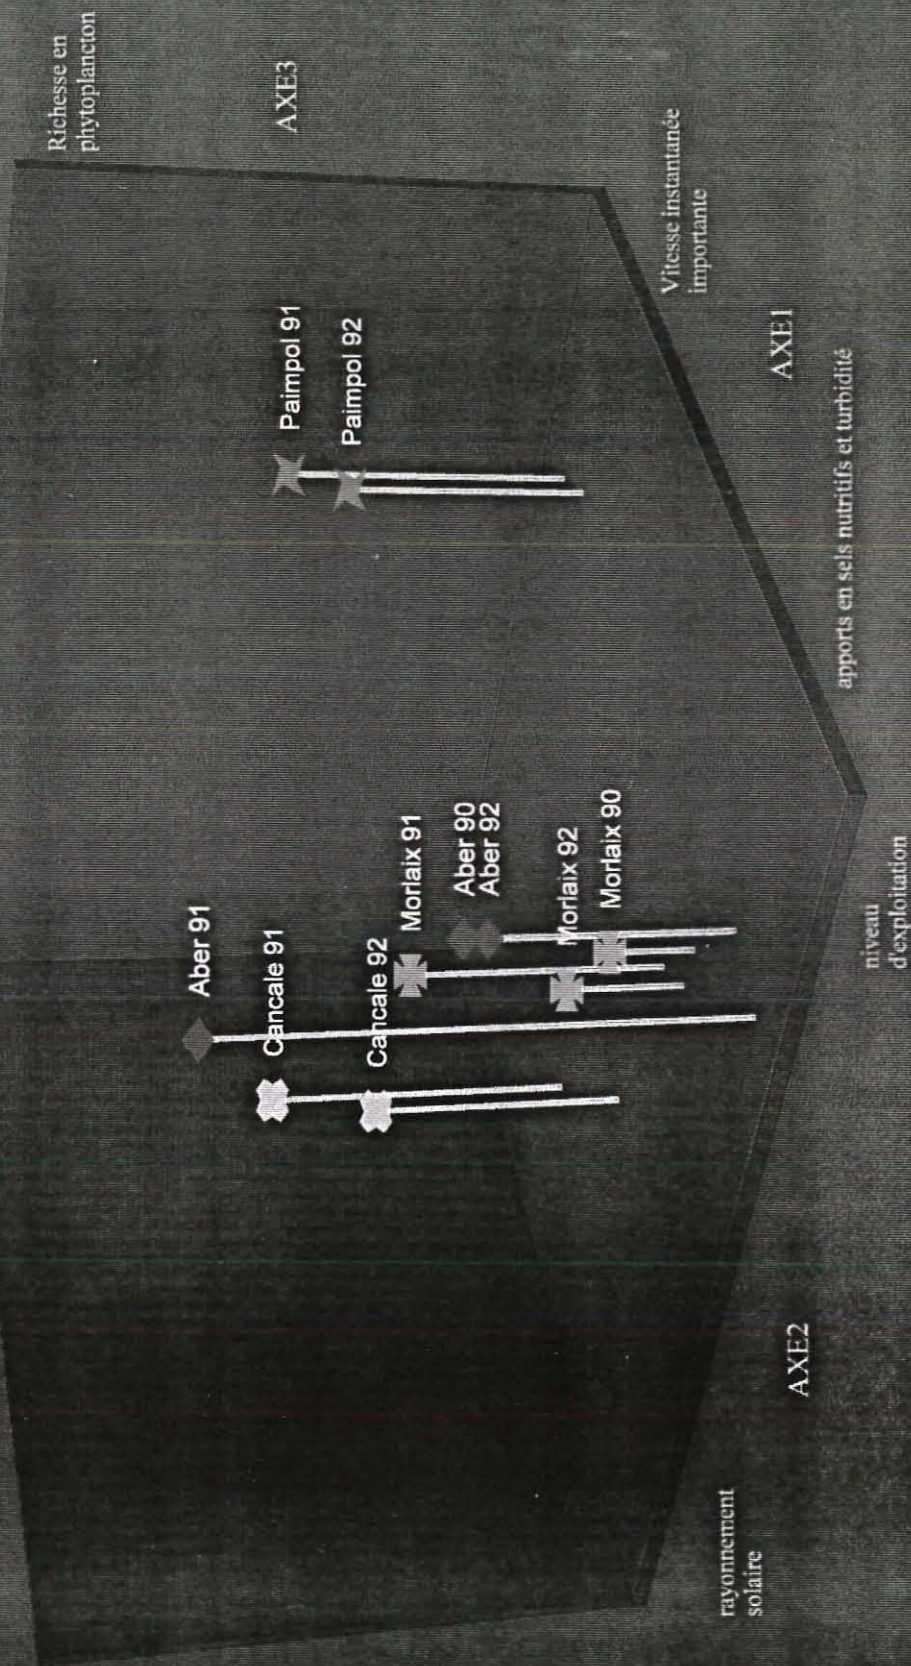 Richesse en
phytoplancton
AXE3
Paimpol 91
Paimpol 92
Vitesse instantanée
importante
AXE1
apports en sels nutritifs et turbidité
Aber 91
Cancale 91
Cancale 92
Morlaix 91
Aber 90
Aber 92
Morlaix 92
Morlaix 90
niveau
d'exploitation
AXE2
rayonnement
solaire